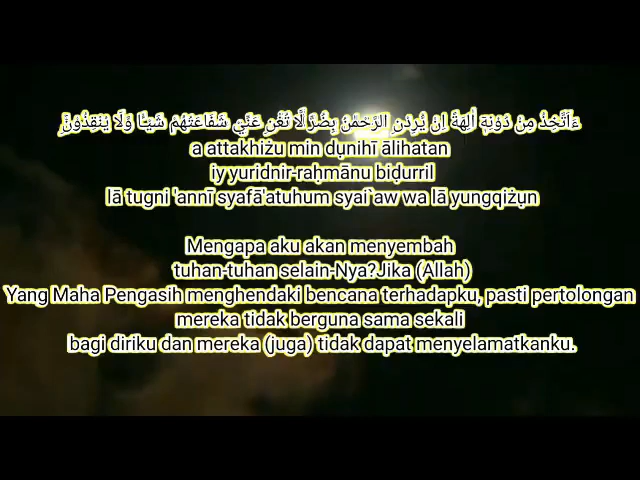 ءَاَتَّخِذُ مِنْ دُوْنِهٖٓ اٰلِهَةً اِنْ يُّرِدْنِ الرَّحْمٰنُ بِضُرٍّ لَّا تُغْنِ عَنِّيْ شَفَاعَتُهُمْ شَيْـًٔا وَّلَا يُنْقِذُوْنِۚ
a attakhiżu min dụnihī ālihatan
iy yuridnir-raḥmānu biḍurril
lā tugni 'annī syafā'atuhum syai`aw wa lā yungqiżụn
Mengapa aku akan menyembah
tuhan-tuhan selain-Nya?Jika (Allah)
Yang Maha Pengasih menghendaki bencana terhadapku, pasti pertolongan
mereka tidak berguna sama sekali
bagi diriku dan mereka (juga) tidak dapat menyelamatkanku.